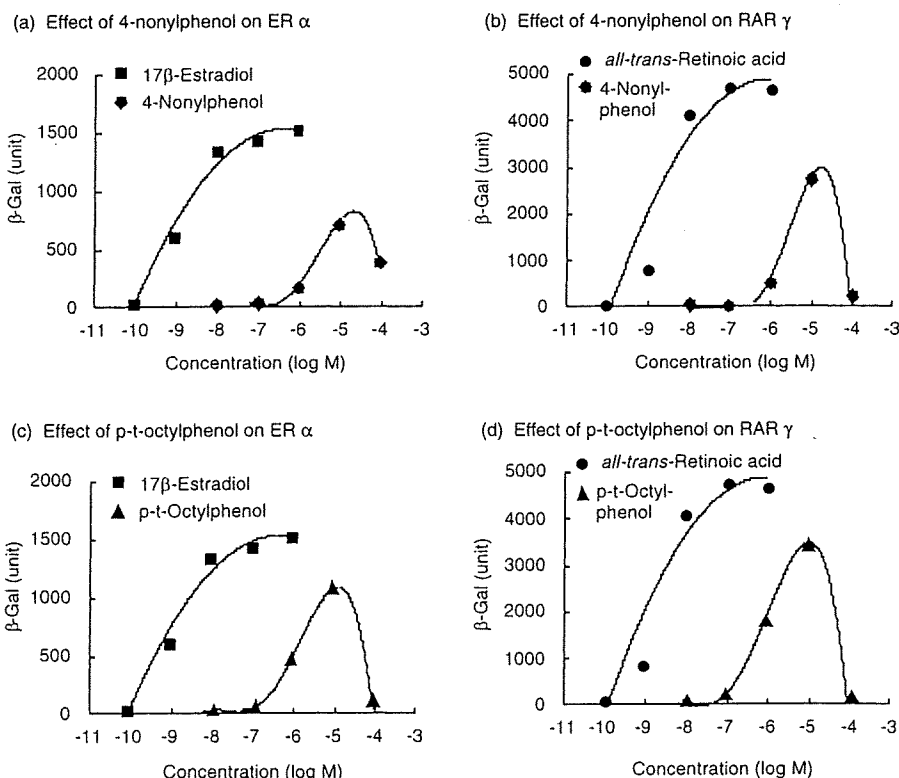 (a) Effect of 4-nonylphenol on ER α
2000
1500
1000
500
0
β-Gal (unit)
17β-Estradiol
4-Nonylphenol
-11 -10 -9 -8 -7 -6 -5 -4 -3
Concentration (log M)
(b) Effect of 4-nonylphenol on RAR γ
5000
4000
3000
2000
1000
0
β-Gal (unit)
all-trans-Retinoic acid
4-Nonyl-
phenol
-11 -10 -9 -8 -7 -6 -5 -4 -3
Concentration (log M)
(c) Effect of p-t-octylphenol on ER α
2000
1500
1000
500
0
β-Gal (unit)
17β-Estradiol
p-t-Octylphenol
-11 -10 -9 -8 -7 -6 -5 -4 -3
Concentration (log M)
(d) Effect of p-t-octylphenol on RAR γ
5000
4000
3000
2000
1000
0
β-Gal (unit)
all-trans-Retinoic acid
p-t-Octyl-
phenol
-11 -10 -9 -8 -7 -6 -5 -4 -3
Concentration (log M)